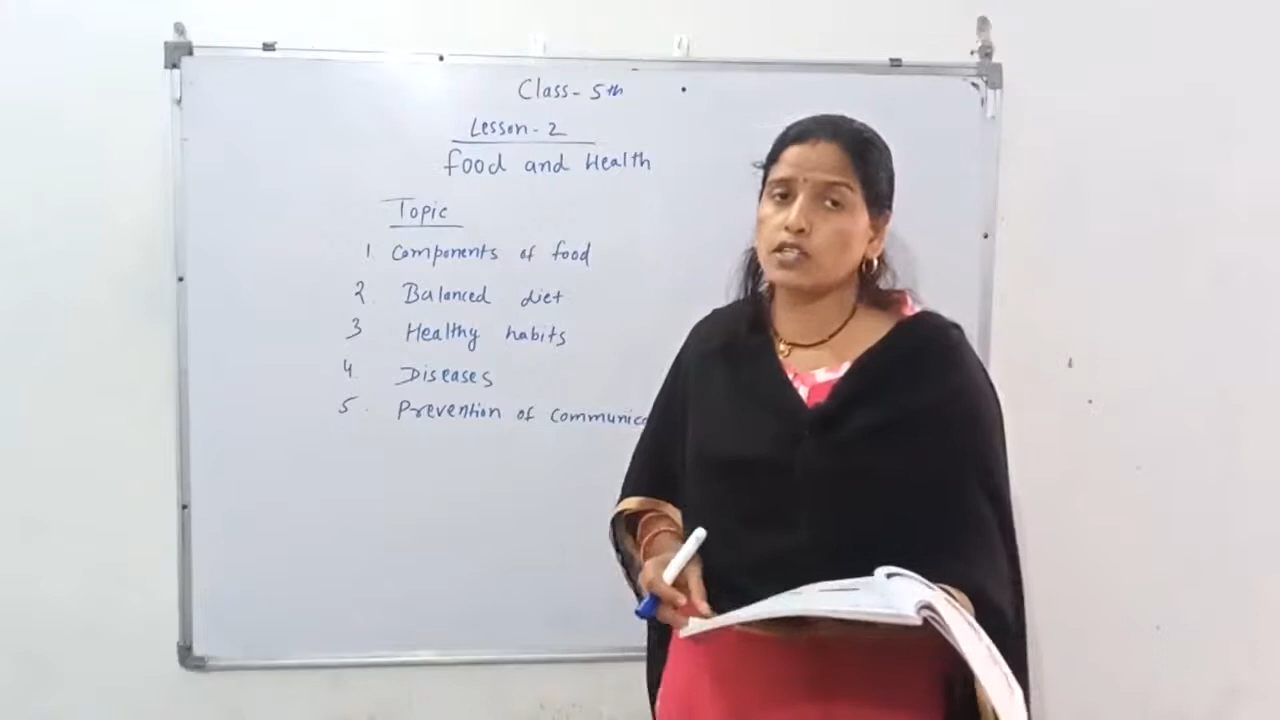 Class - 5th
Lesson - 2
Food and Health
Topic
1 Components of food
2. Balanced diet
3 Healthy habits
4. Diseases
5. Prevention of